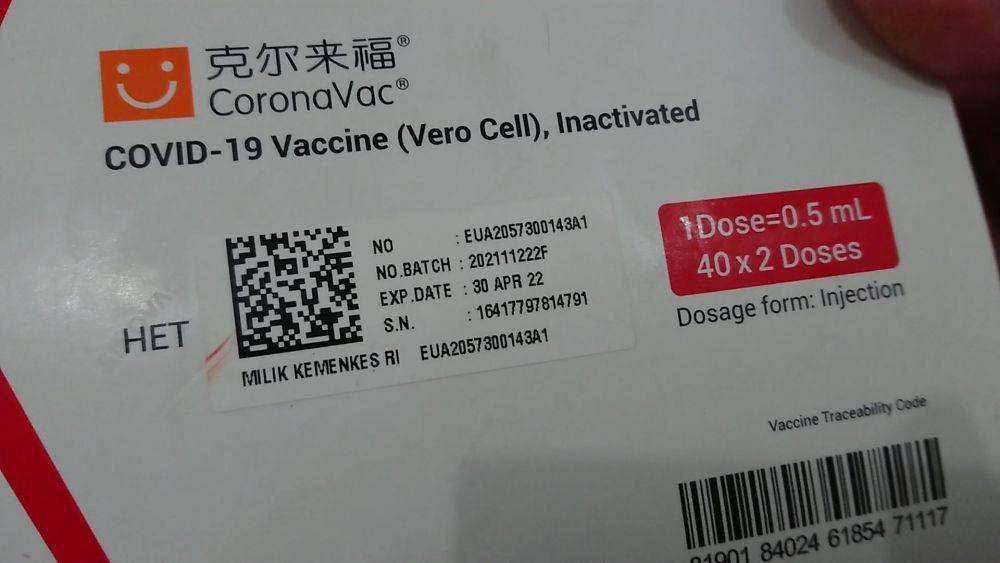 克尔来福®
CoronaVac®
COVID-19 Vaccine (Vero Cell), Inactivated
NO : EUA2057300143A1
NO.BATCH : 202111222F
EXP.DATE : 30 APR 22
S.N. : 16417797814791
MILIK KEMENKES RI EUA2057300143A1
HET
1 Dose=0.5 mL
40 x 2 Doses
Dosage form: Injection
Vaccine Traceability Code
84024 61854 71117